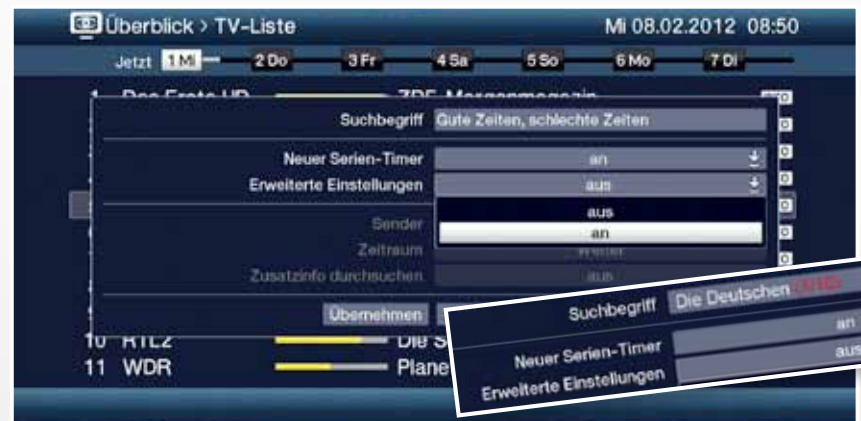 Überblick > TV-Liste Mi 08.02.2012 08:50
Jetzt 1 Mi 2 Do 3 Fr 4 Sa 5 So 6 Mo 7 Di
1 Das Erste HD ZDF-Morgenmagazin
Suchbegriff Gute Zeiten, schlechte Zeiten
Neuer Serien-Timer an
Erweiterte Einstellungen aus
aus
an
Sender
Zeitraum
Zusatzinfo durchsuchen aus
Übernehmen
10 RTL2 Die S
11 WDR Plane
Suchbegriff Die Deutschen
Neuer Serien-Timer an
Erweiterte Einstellungen aus